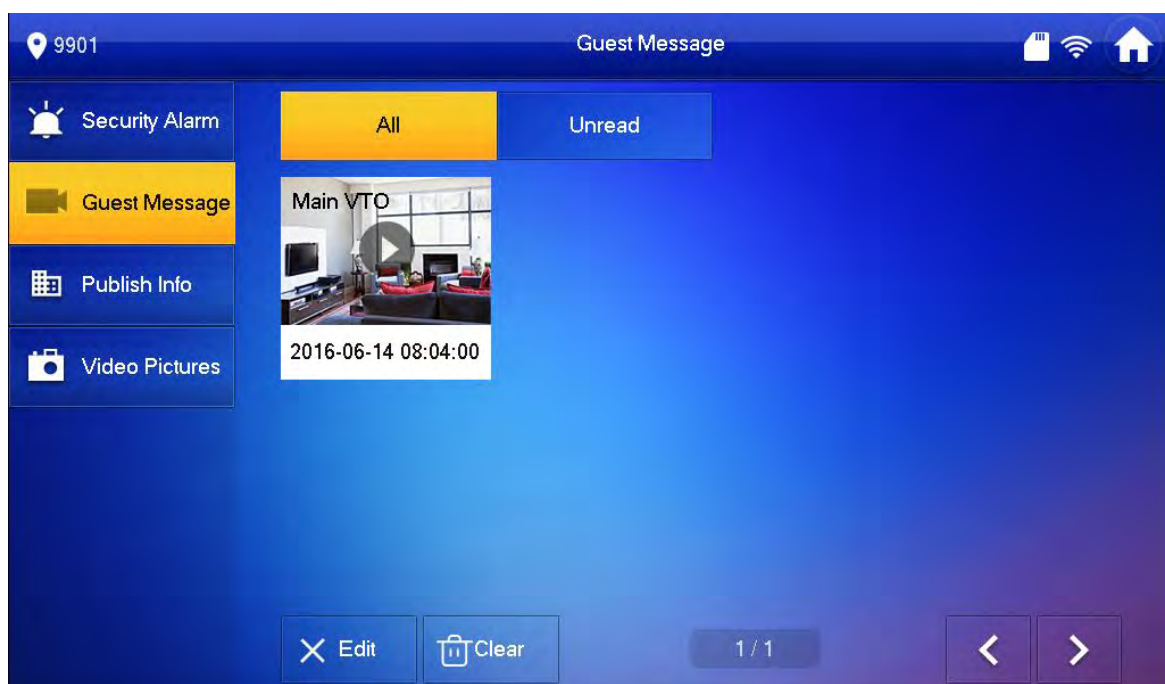 9901
Guest Message
Security Alarm
All
Unread
Guest Message
Main VTO
Publish Info
2016-06-14 08:04:00
Video Pictures
Edit
Clear
1 / 1